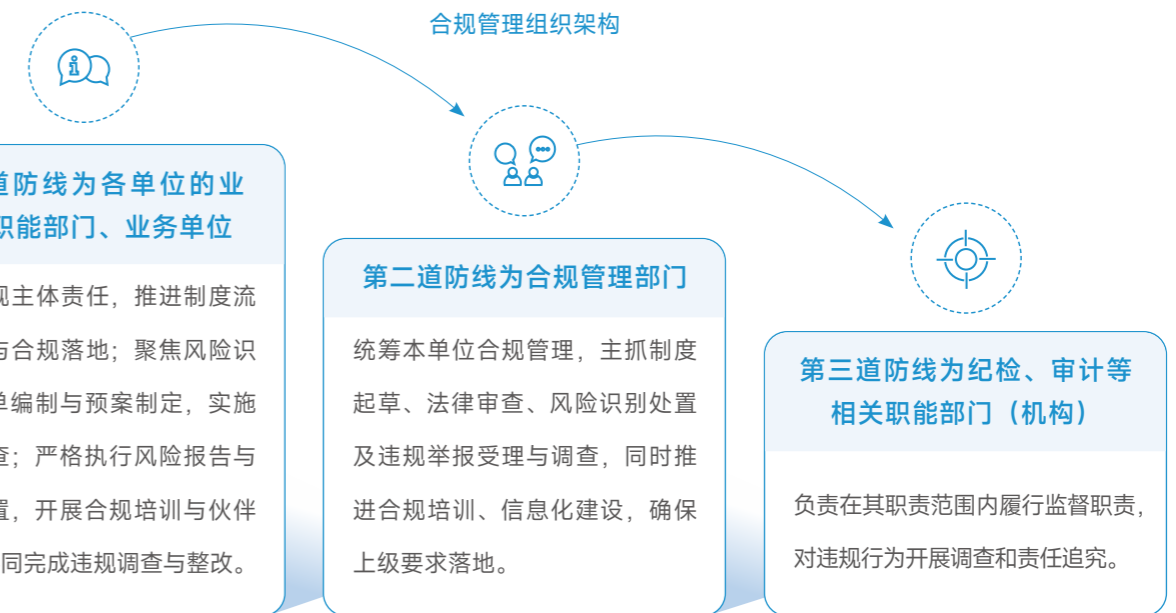 合规管理组织架构
道防线为各单位的业
职能部门、业务单位
主体责任，推进制度流
与合规落地；聚焦风险识
单编制与预案制定，实施
查；严格执行风险报告与
置，开展合规培训与伙伴
同完成违规调查与整改。
第二道防线为合规管理部门
统筹本单位合规管理，主抓制度
起草、法律审查、风险识别处置
及违规举报受理与调查，同时推
进合规培训、信息化建设，确保
上级要求落地。
第三道防线为纪检、审计等
相关职能部门（机构）
负责在其职责范围内履行监督职责，
对违规行为开展调查和责任追究。